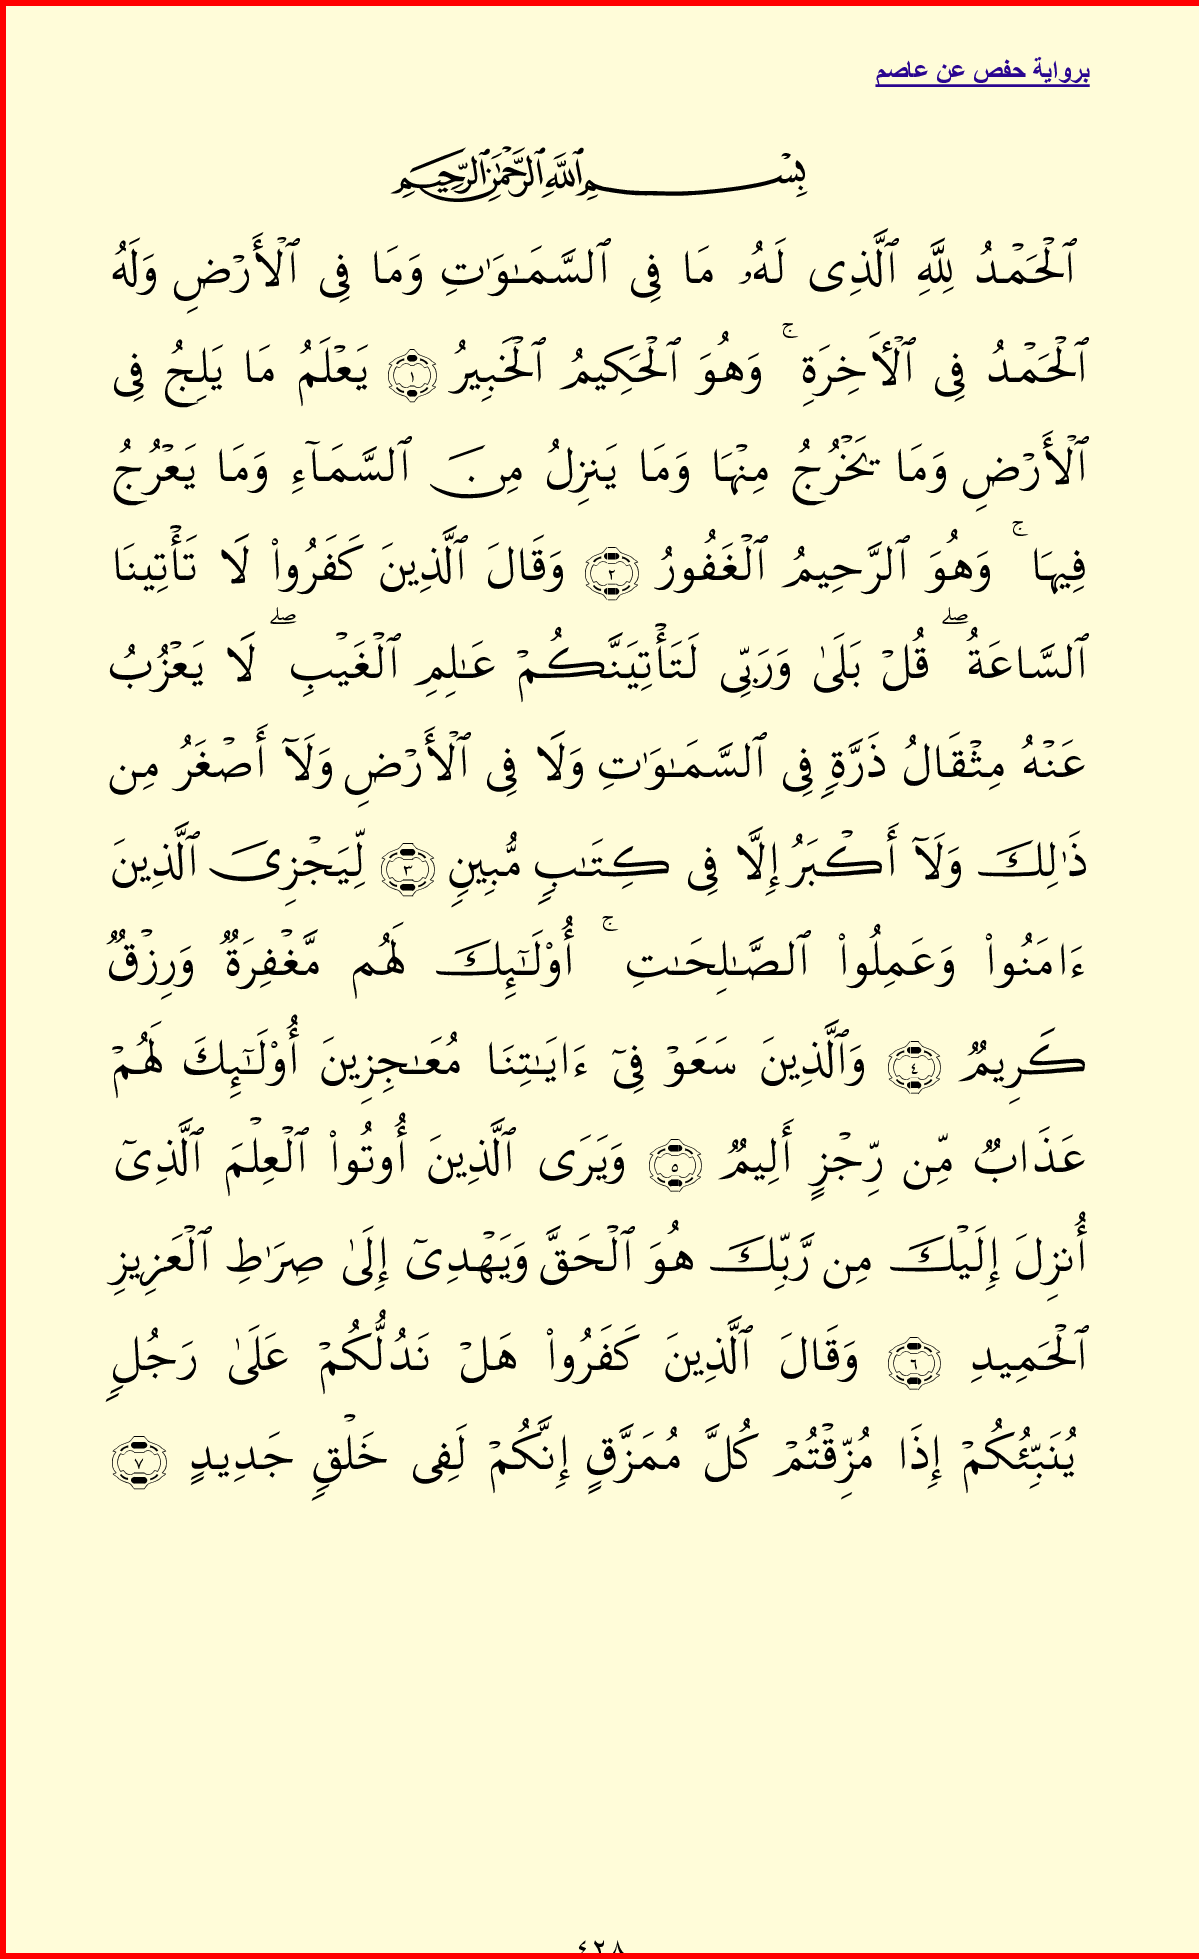 برواية حفص عن عاصم
بِسْمِ ٱللَّهِ ٱلرَّحْمَٰنِ ٱلرَّحِيمِ
ٱلْحَمْدُ لِلَّهِ ٱلَّذِى لَهُۥ مَا فِى ٱلسَّمَـٰوَٰتِ وَمَا فِى ٱلْأَرْضِ وَلَهُ
ٱلْحَمْدُ فِى ٱلْـَٔاخِرَةِ ۚ وَهُوَ ٱلْحَكِيمُ ٱلْخَبِيرُ ١ يَعْلَمُ مَا يَلِجُ فِى
ٱلْأَرْضِ وَمَا يَخْرُجُ مِنْهَا وَمَا يَنزِلُ مِنَ ٱلسَّمَآءِ وَمَا يَعْرُجُ
فِيهَا ۚ وَهُوَ ٱلرَّحِيمُ ٱلْغَفُورُ ٢ وَقَالَ ٱلَّذِينَ كَفَرُوا۟ لَا تَأْتِينَا
ٱلسَّاعَةُ ۖ قُلْ بَلَىٰ وَرَبِّى لَتَأْتِيَنَّكُمْ عَـٰلِمِ ٱلْغَيْبِ ۖ لَا يَعْزُبُ
عَنْهُ مِثْقَالُ ذَرَّةٍ فِى ٱلسَّمَـٰوَٰتِ وَلَا فِى ٱلْأَرْضِ وَلَآ أَصْغَرُ مِن
ذَٰلِكَ وَلَآ أَكْبَرُ إِلَّا فِى كِتَـٰبٍ مُّبِينٍ ٣ لِّيَجْزِىَ ٱلَّذِينَ
ءَامَنُوا۟ وَعَمِلُوا۟ ٱلصَّـٰلِحَـٰتِ ۚ أُو۟لَـٰٓئِكَ لَهُم مَّغْفِرَةٌ وَرِزْقٌ
كَرِيمٌ ٤ وَٱلَّذِينَ سَعَوْ فِىٓ ءَايَـٰتِنَا مُعَـٰجِزِينَ أُو۟لَـٰٓئِكَ لَهُمْ
عَذَابٌ مِّن رِّجْزٍ أَلِيمٌ ٥ وَيَرَى ٱلَّذِينَ أُوتُوا۟ ٱلْعِلْمَ ٱلَّذِىٓ
أُنزِلَ إِلَيْكَ مِن رَّبِّكَ هُوَ ٱلْحَقَّ وَيَهْدِىٓ إِلَىٰ صِرَٰطِ ٱلْعَزِيزِ
ٱلْحَمِيدِ ٦ وَقَالَ ٱلَّذِينَ كَفَرُوا۟ هَلْ نَدُلُّكُمْ عَلَىٰ رَجُلٍ
يُنَبِّئُكُمْ إِذَا مُزِّقْتُمْ كُلَّ مُمَزَّقٍ إِنَّكُمْ لَفِى خَلْقٍ جَدِيدٍ ٧
٤٢٨